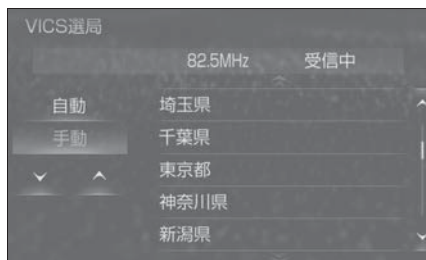 VICS選局
82.5MHz 受信中
自動
手動
埼玉県
千葉県
東京都
神奈川県
新潟県